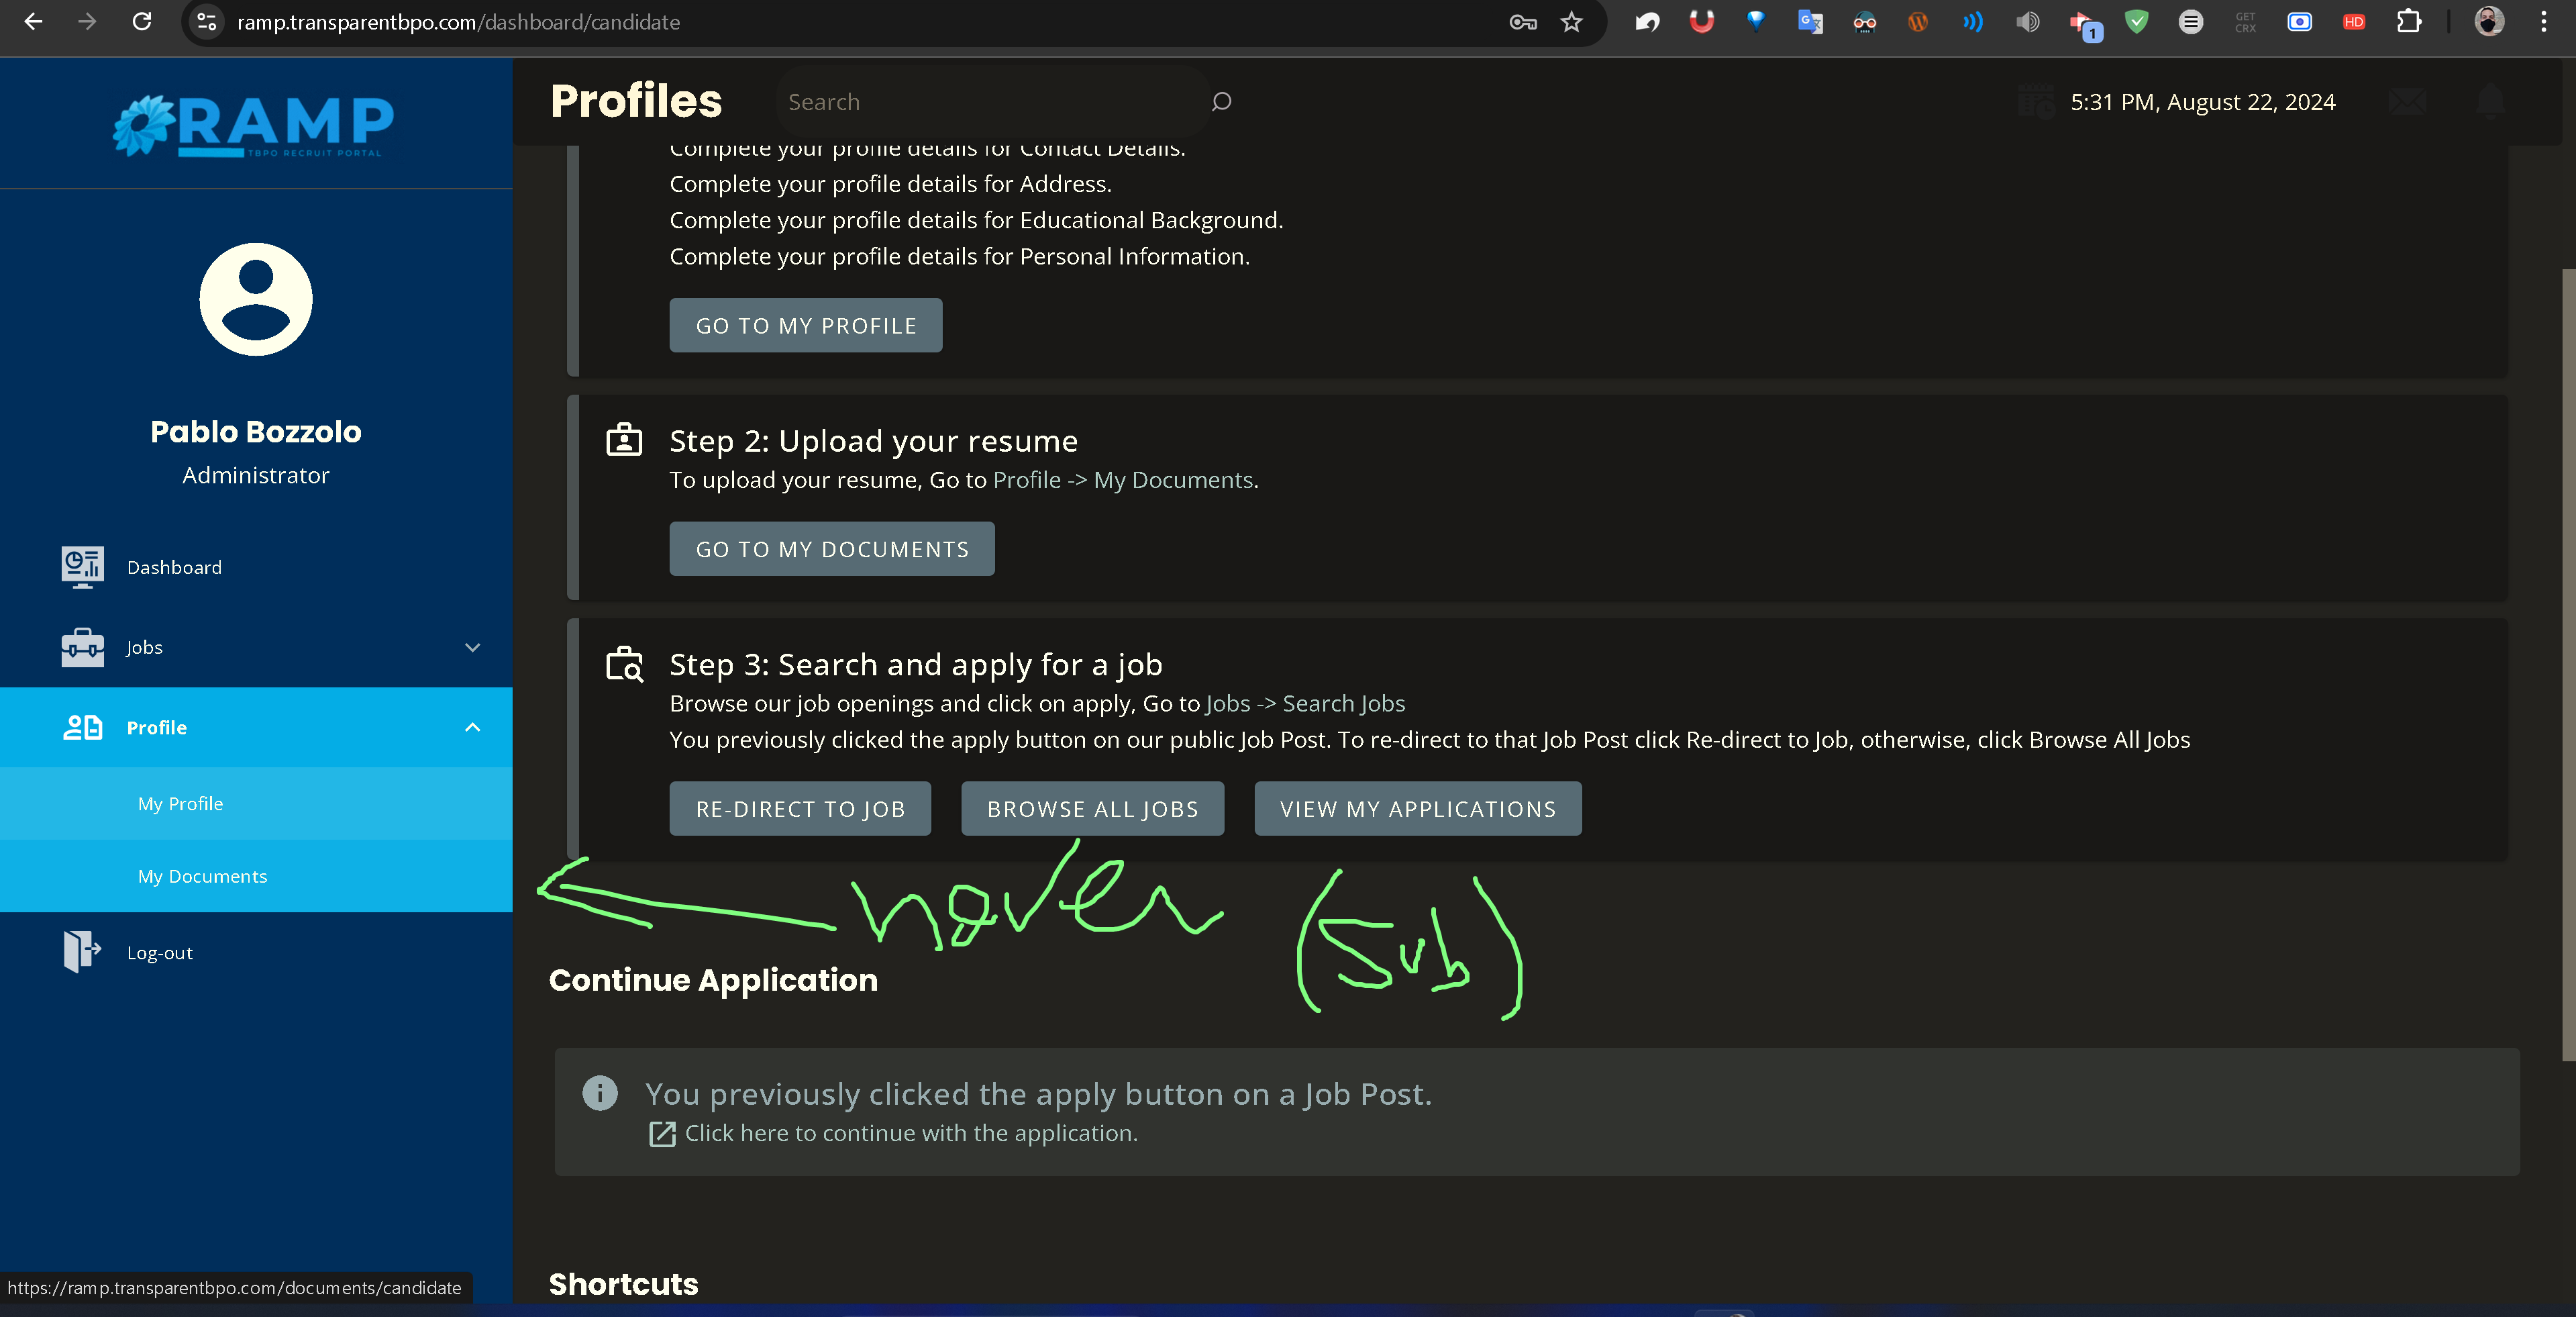 ramp.transparentbpo.com/dashboard/candidate
GET
CRX
1
HD
RAMP
TBPO RECRUIT PORTAL
Pablo Bozzolo
Administrator
Dashboard
Jobs
Profile
My Profile
My Documents
Log-out
https://ramp.transparentbpo.com/documents/candidate
Profiles
Search
5:31 PM, August 22, 2024
Complete your profile details for Contact Details.
Complete your profile details for Address.
Complete your profile details for Educational Background.
Complete your profile details for Personal Information.
GO TO MY PROFILE
Step 2: Upload your resume
To upload your resume, Go to Profile -> My Documents.
GO TO MY DOCUMENTS
Step 3: Search and apply for a job
Browse our job openings and click on apply, Go to Jobs -> Search Jobs
You previously clicked the apply button on our public Job Post. To re-direct to that Job Post click Re-direct to Job, otherwise, click Browse All Jobs
RE-DIRECT TO JOB
BROWSE ALL JOBS
VIEW MY APPLICATIONS
hover (Sub)
Continue Application
You previously clicked the apply button on a Job Post.
Click here to continue with the application.
Shortcuts